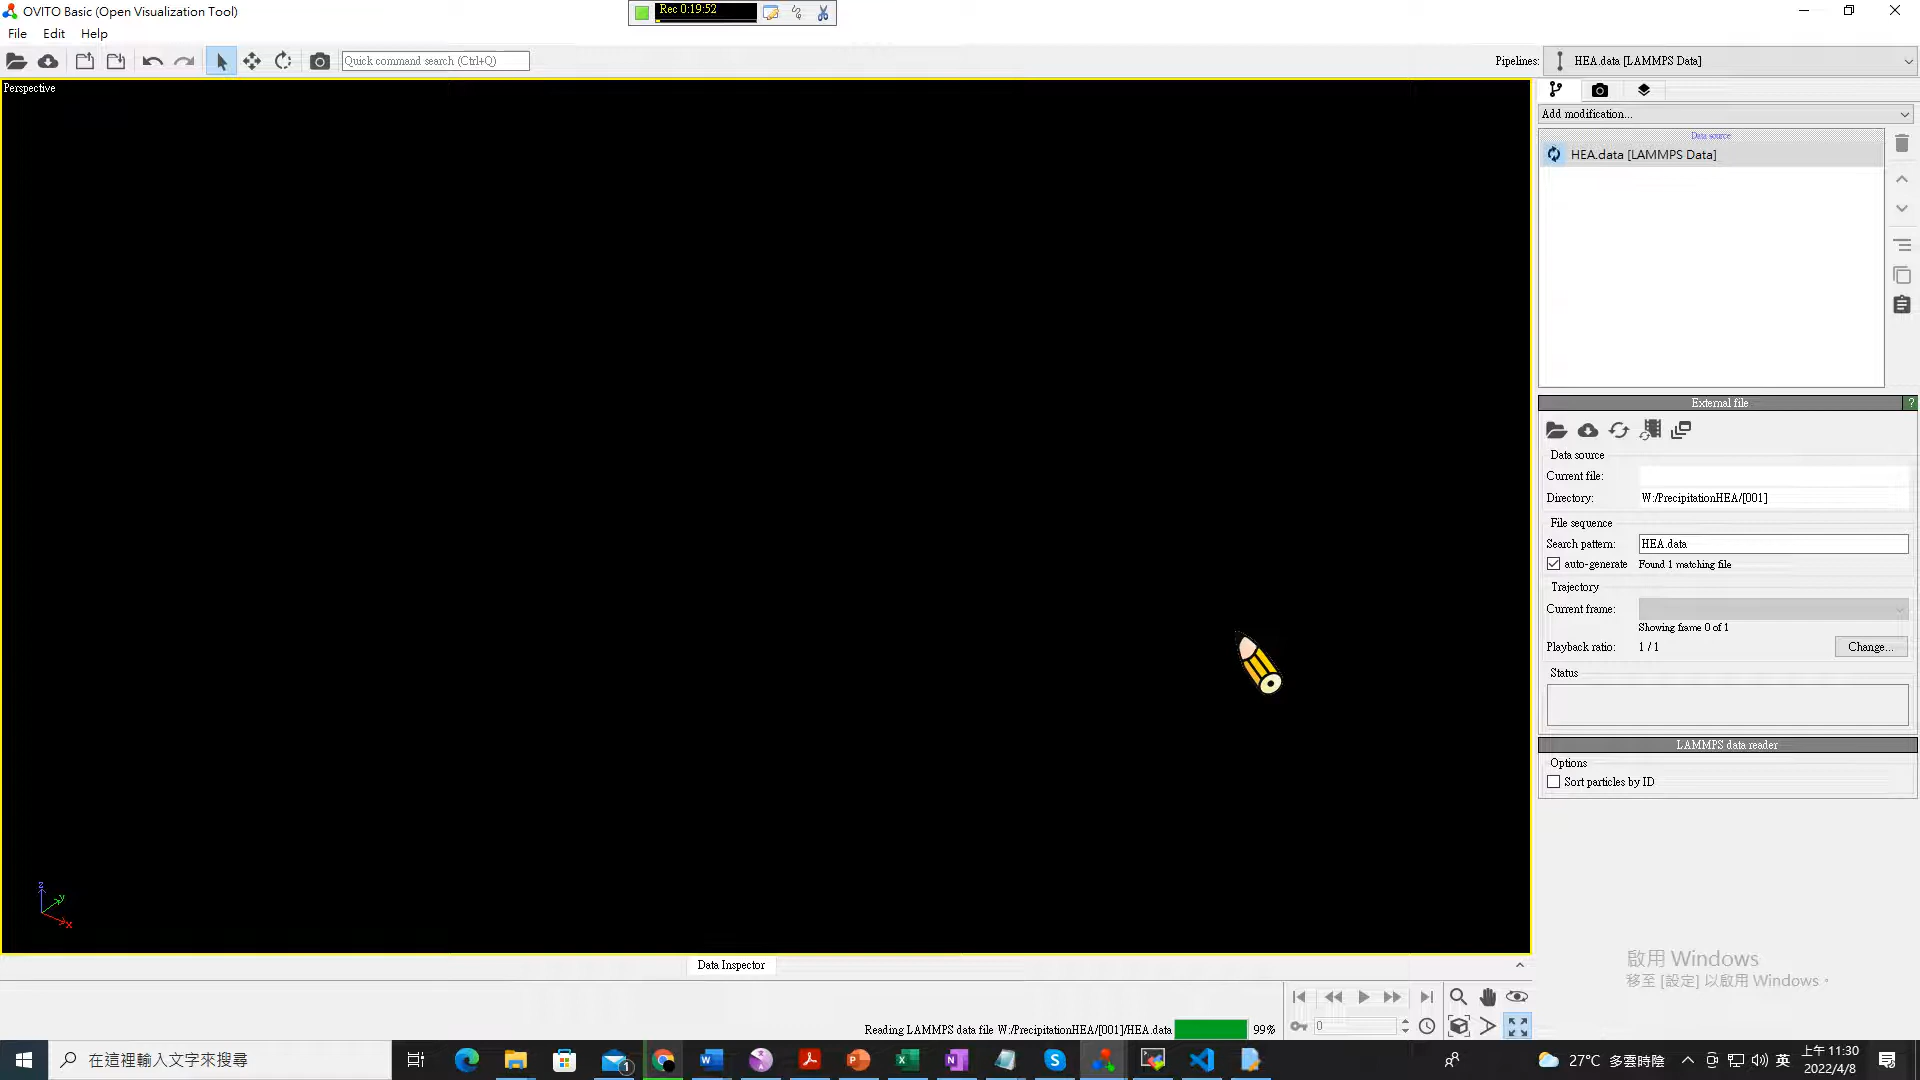 OVITO Basic (Open Visualization Tool)
Rec 0:19:52
File Edit Help
Quick command search (Ctrl+Q)
Pipelines: HEA.data [LAMMPS Data]
Perspective
Add modification...
Data source
HEA.data [LAMMPS Data]
External file ?
Data source
Current file:
Directory: W:/PrecipitationHEA/[001]
File sequence
Search pattern: HEA.data
auto-generate Found 1 matching file
Trajectory
Current frame:
Showing frame 0 of 1
Playback ratio: 1 / 1 Change...
Status
LAMMPS data reader
Options
Sort particles by ID
z
y
x
啟用 Windows
移至 [設定] 以啟用 Windows。
Data Inspector
Reading LAMMPS data file W:/PrecipitationHEA/[001]/HEA.data 99% 0
在這裡輸入文字來搜尋
1
27°C 多雲時陰
英
上午 11:30
2022/4/8